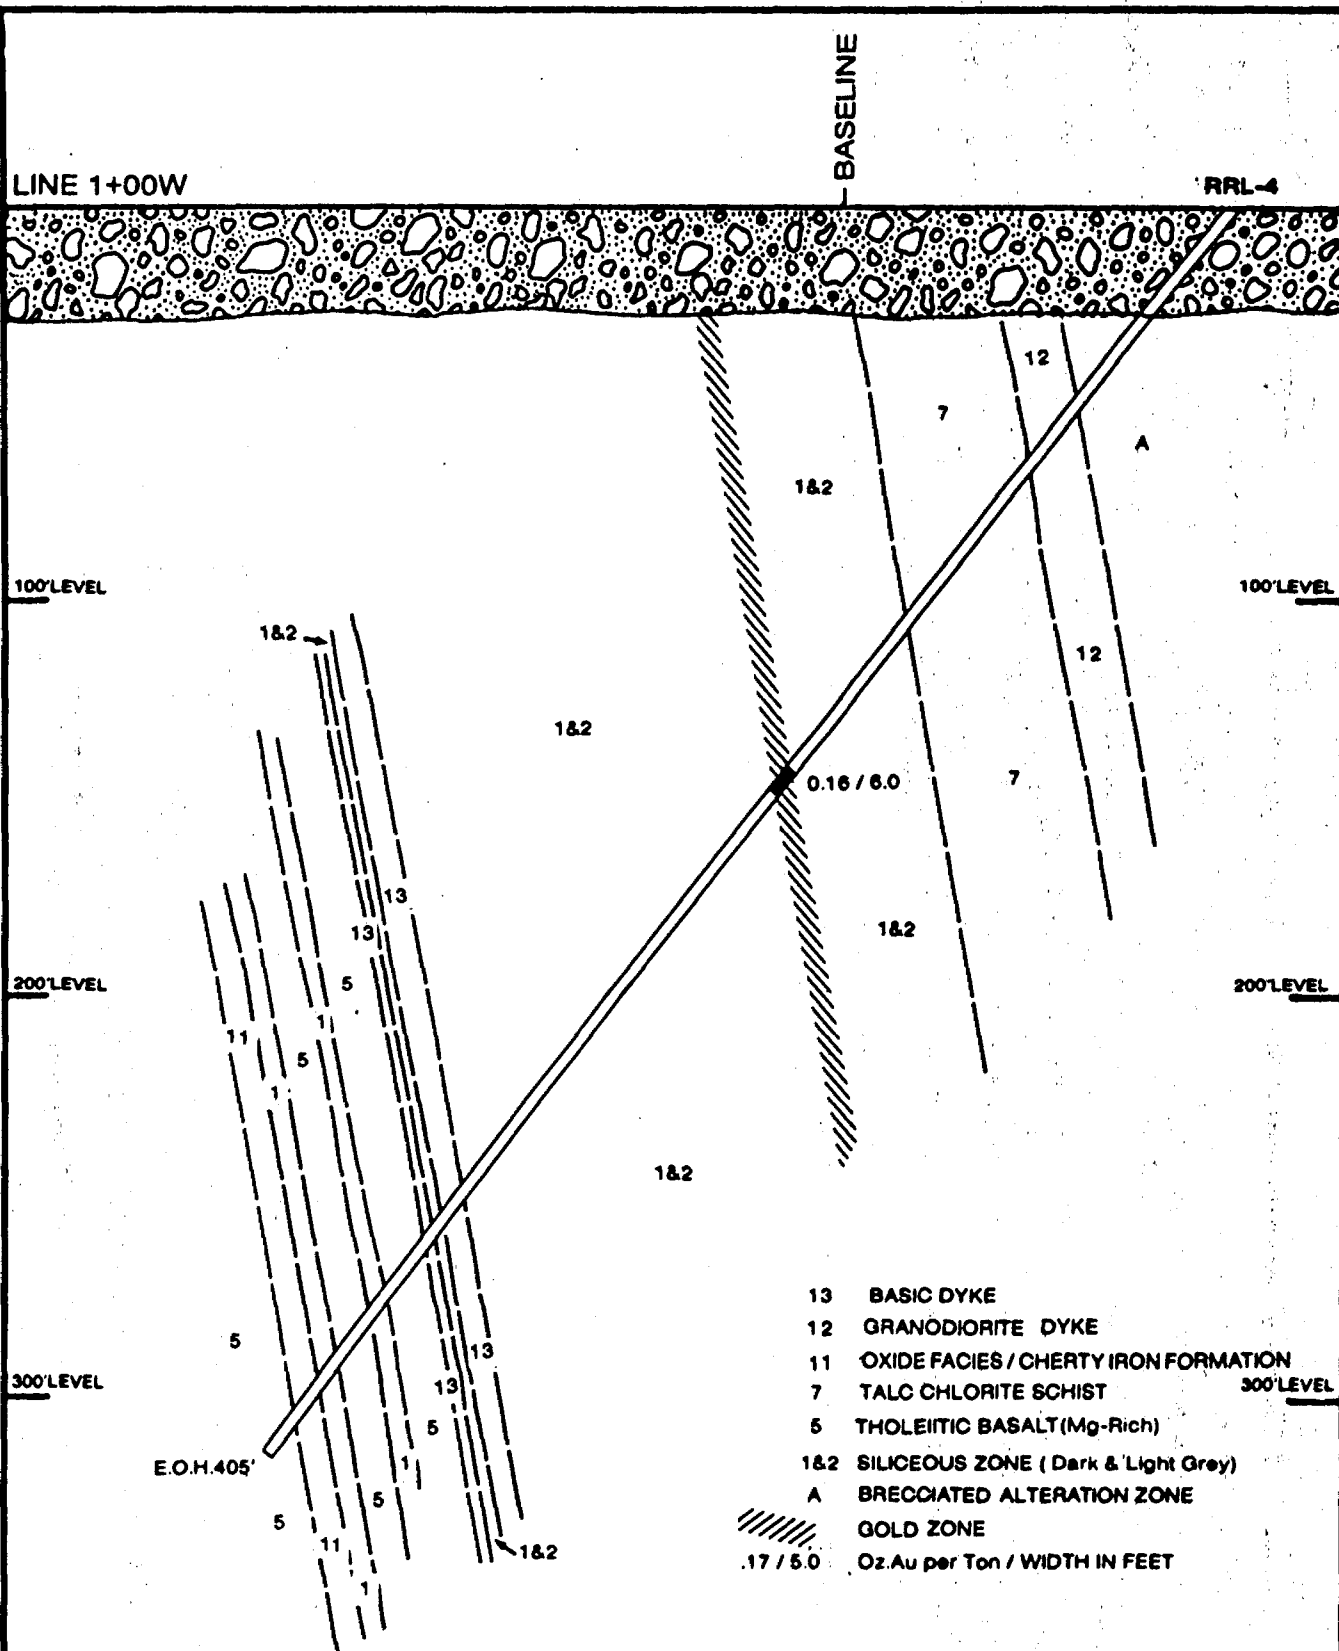 BASELINE
LINE 1+00W
RRL-4
12
7
A
1&2
100'LEVEL
100'LEVEL
1&2
12
1&2
7
0.16 / 6.0
13
1&2
13
5
200'LEVEL
200'LEVEL
1
11
5
1
1&2
13 BASIC DYKE
12 GRANODIORITE DYKE
5
13
11 OXIDE FACIES / CHERTY IRON FORMATION
300'LEVEL
13
7 TALC CHLORITE SCHIST
300'LEVEL
5
5 THOLEIITIC BASALT (Mg-Rich)
E.O.H.405'
1
1&2 SILICEOUS ZONE ( Dark & Light Grey)
5
A BRECCIATED ALTERATION ZONE
5
GOLD ZONE
11
1&2
.17 / 5.0 Oz.Au per Ton / WIDTH IN FEET
1